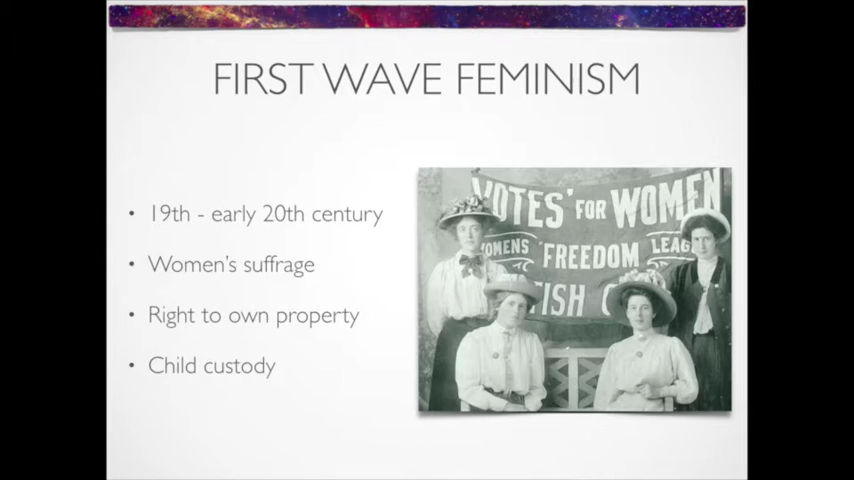 FIRST WAVE FEMINISM
• 19th - early 20th century
• Women's suffrage
• Right to own property
• Child custody
VOTES FOR WOMEN
FREEDOM